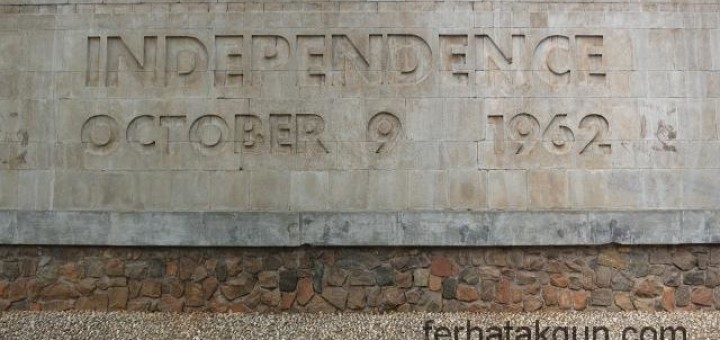 INDEPENDENCE
OCTOBER 9 1962
ferhatakgun.com